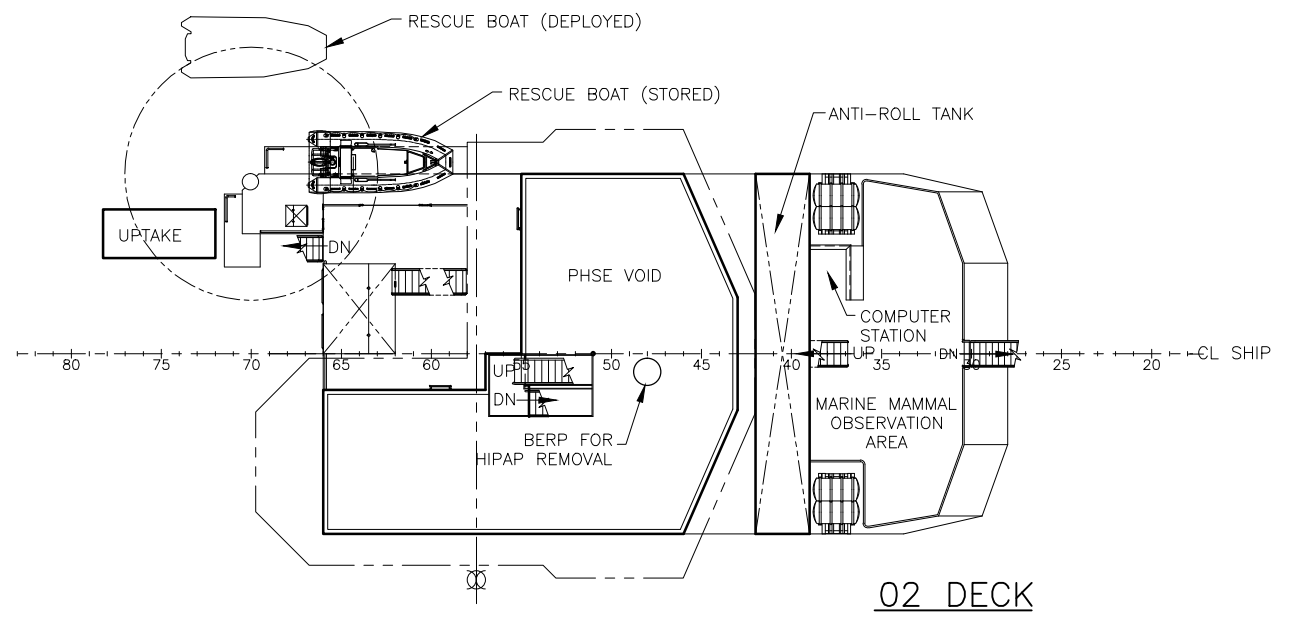 RESCUE BOAT (DEPLOYED)
RESCUE BOAT (STORED)
ANTI-ROLL TANK
UPTAKE
DN
PHSE VOID
COMPUTER
STATION
80
75
70
65
60
55
50
40
35
30
25
20
CL SHIP
UP
UP
DN
DN
MARINE MAMMAL
OBSERVATION
AREA
BERP FOR
HIPAP REMOVAL
02 DECK